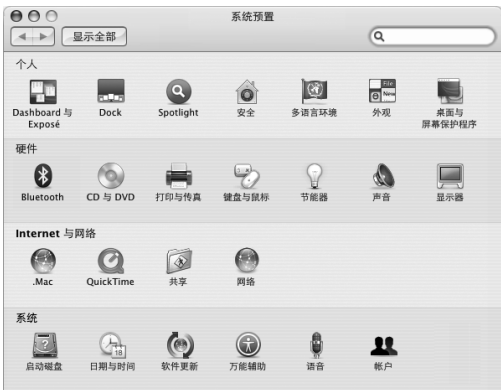 系统预置
显示全部
个人
Dashboard 与
Exposé
Dock
Spotlight
安全
多语言环境
外观
桌面与
屏幕保护程序
硬件
Bluetooth
CD 与 DVD
打印与传真
键盘与鼠标
节能器
声音
显示器
Internet 与网络
.Mac
QuickTime
共享
网络
系统
启动磁盘
日期与时间
软件更新
万能辅助
语音
帐户